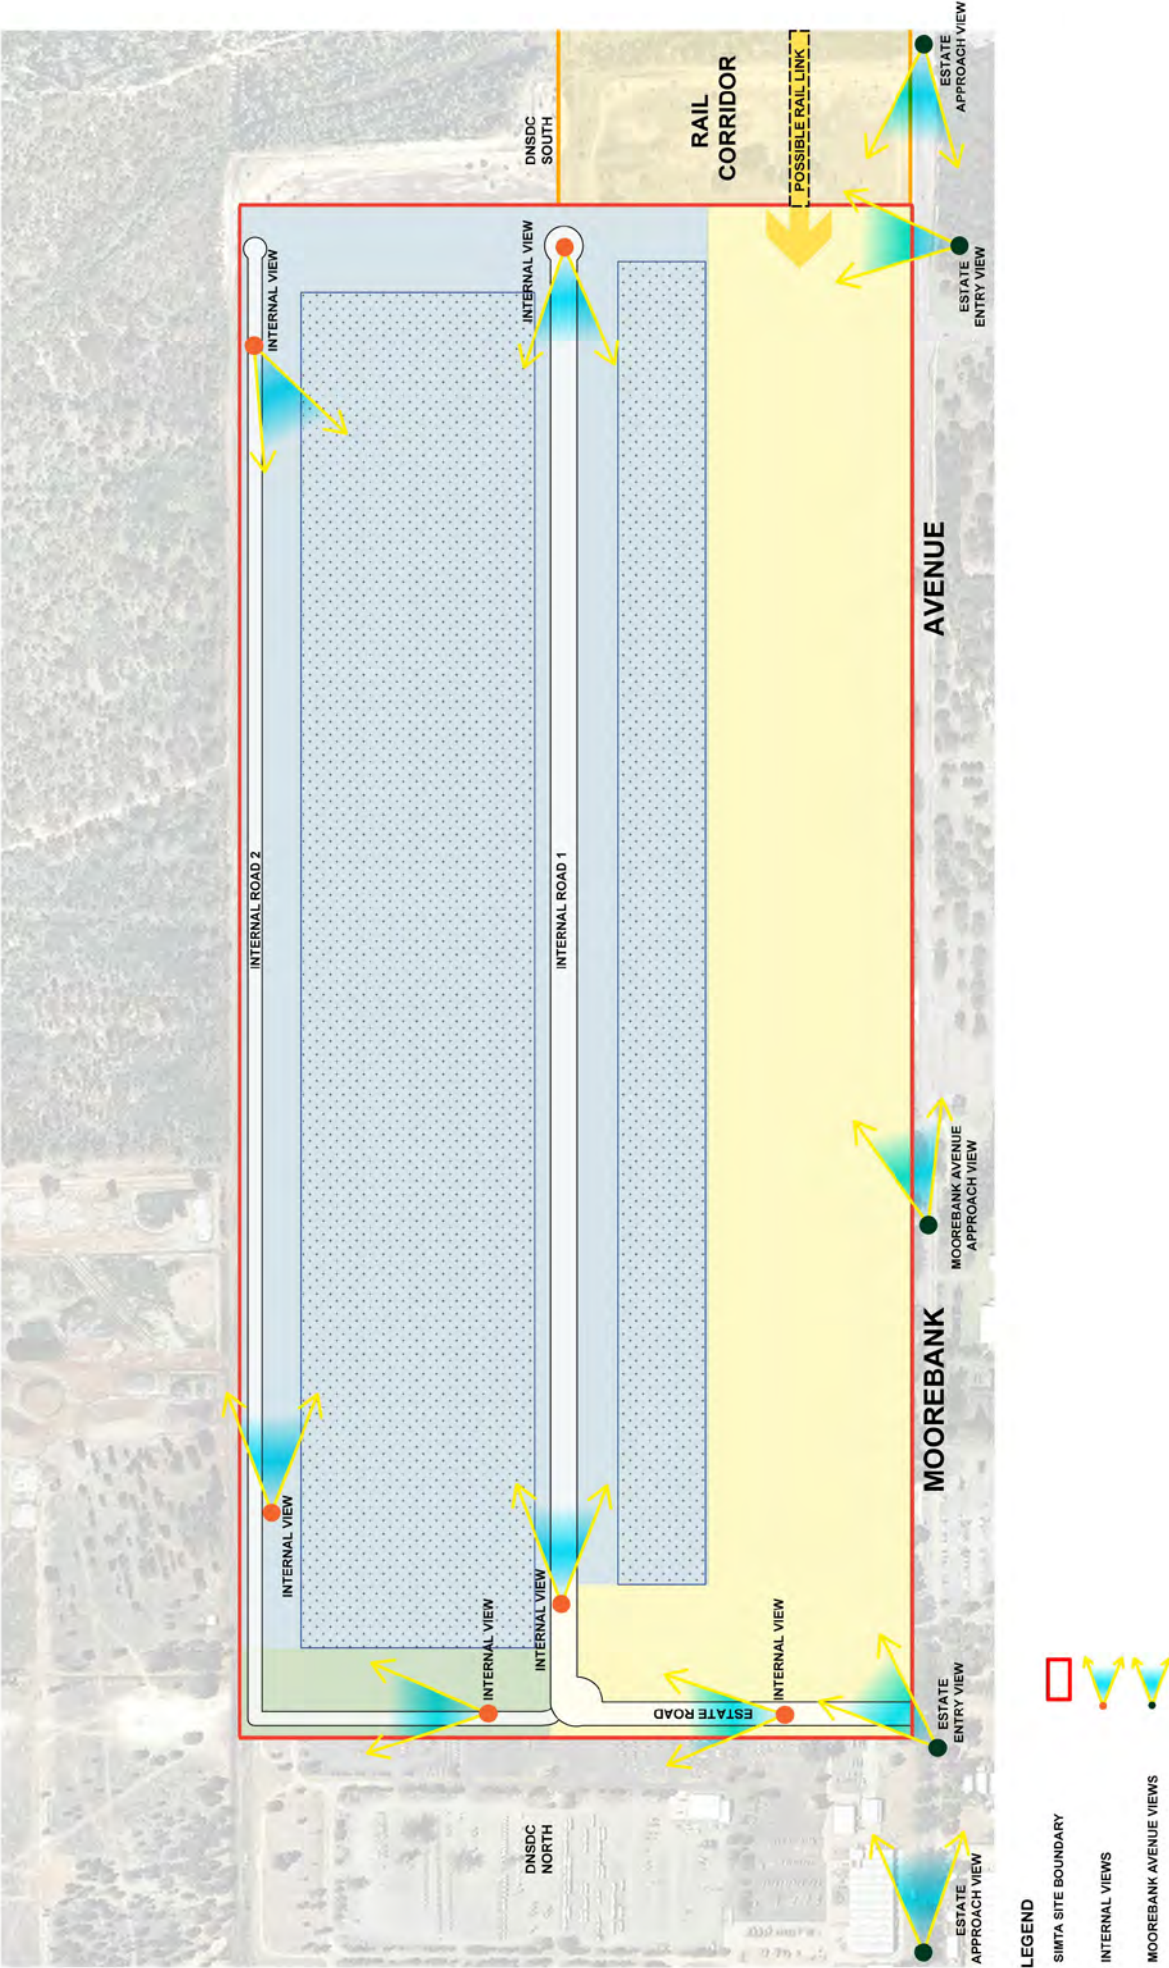 ESTATE
APPROACH VIEW
POSSIBLE RAIL LINK
RAIL
CORRIDOR
DNSDC
SOUTH
ESTATE
ENTRY VIEW
INTERNAL VIEW
INTERNAL VIEW
AVENUE
INTERNAL ROAD 2
INTERNAL ROAD 1
MOOREBANK AVENUE
APPROACH VIEW
MOOREBANK
INTERNAL VIEW
INTERNAL VIEW
INTERNAL VIEW
INTERNAL VIEW
ESTATE ROAD
ESTATE
ENTRY VIEW
DNSDC
NORTH
ESTATE
APPROACH VIEW
LEGEND
SIMTA SITE BOUNDARY
INTERNAL VIEWS
MOOREBANK AVENUE VIEWS